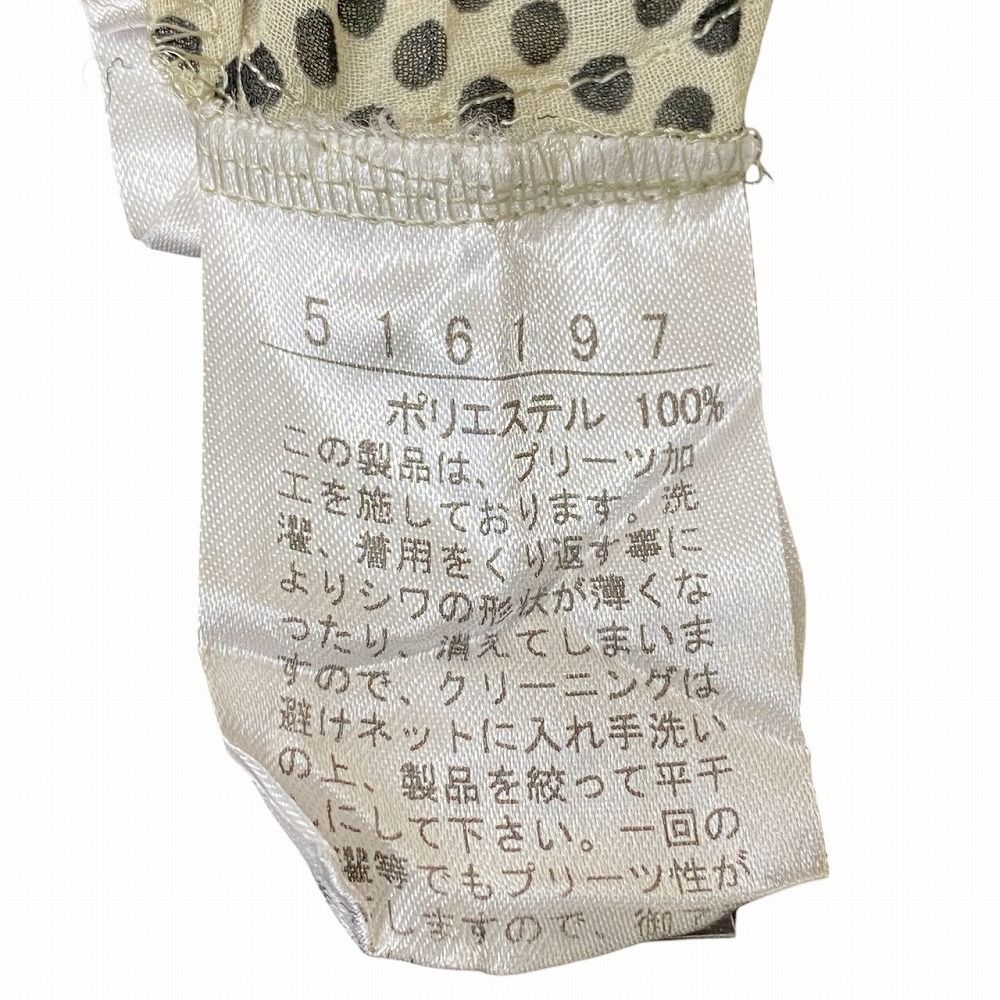 516197
ポリエステル 100%
この製品は、プリーツ加
工を施しております。洗
濯、着用をくり返す事に
よりシワの形状が薄くな
ったり、消えてしまいま
すので、クリーニングは
避けネットに入れ手洗い
の上、製品を絞って平干
しにして下さい。一回の
濯等でもプリーツ性が
しますので、御